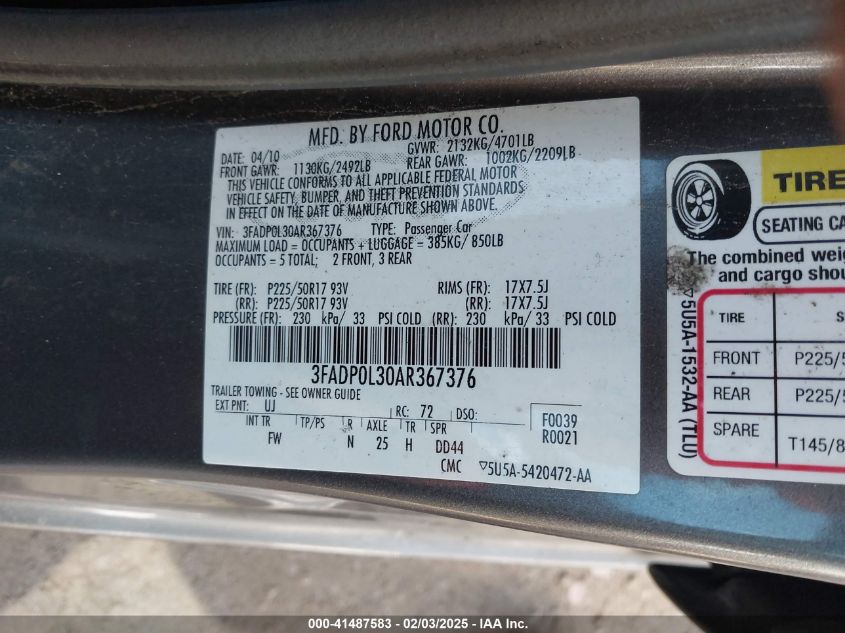 MFD. BY FORD MOTOR CO.
DATE: 04/10 GVWR: 2132KG/4701LB
FRONT GAWR: 1130KG/2492LB REAR GAWR: 1002KG/2209LB
THIS VEHICLE CONFORMS TO ALL APPLICABLE FEDERAL MOTOR
VEHICLE SAFETY, BUMPER, AND THEFT PREVENTION STANDARDS
IN EFFECT ON THE DATE OF MANUFACTURE SHOWN ABOVE.
VIN: 3FADP0L30AR367376 TYPE: Passenger Car
MAXIMUM LOAD = OCCUPANTS + LUGGAGE = 385KG/ 850LB
OCCUPANTS = 5 TOTAL; 2 FRONT, 3 REAR
TIRE (FR): P225/50R17 93V RIMS (FR): 17X7.5J
(RR): P225/50R17 93V (RR): 17X7.5J
PRESSURE (FR): 230 kPa/ 33 PSI COLD (RR): 230 kPa/ 33 PSI COLD
3FADP0L30AR367376
TRAILER TOWING - SEE OWNER GUIDE
EXT PNT: UJ RC: 72 DSO: F0039
INT TR TP/PS R AXLE TR SPR R0021
FW N 25 H DD44
CMC ▽5U5A-5420472-AA
TIRE
SEATING CA
The combined weig
and cargo shou
TIRE S
FRONT P225/5
REAR P225/5
SPARE T145/8
▽5U5A-1532-AA (TLU)
000-41487583 - 02/03/2025 - IAA Inc.